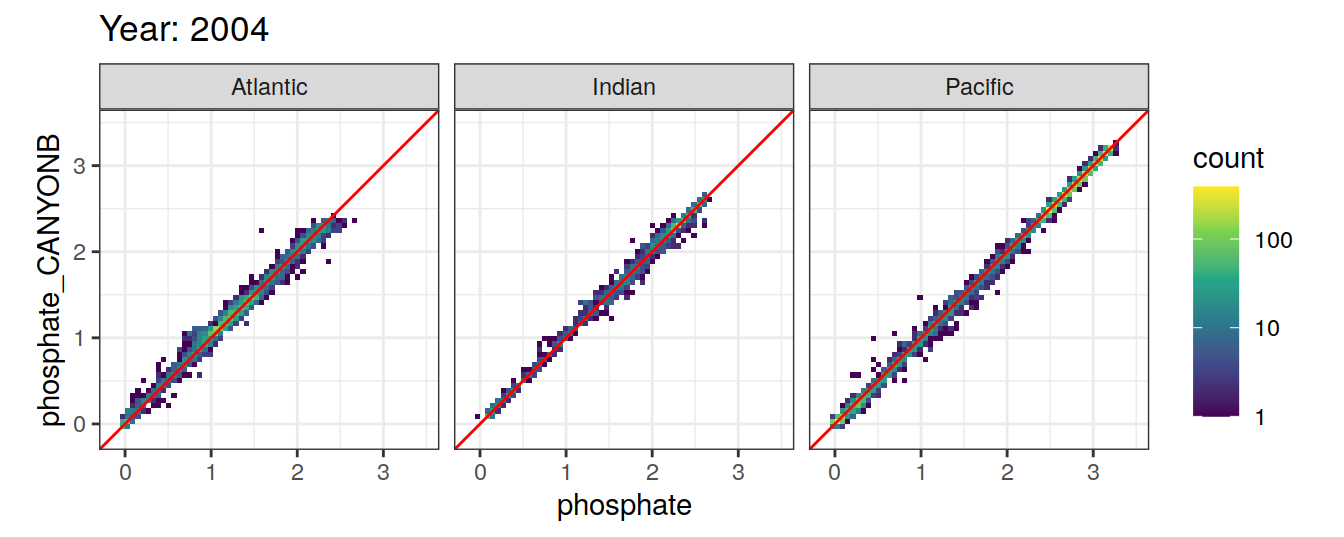 Year: 2004
Atlantic Indian Pacific
phosphate_CANYONB
3
2
1
0
0 1 2 3 0 1 2 3 0 1 2 3
phosphate
count
100
10
1